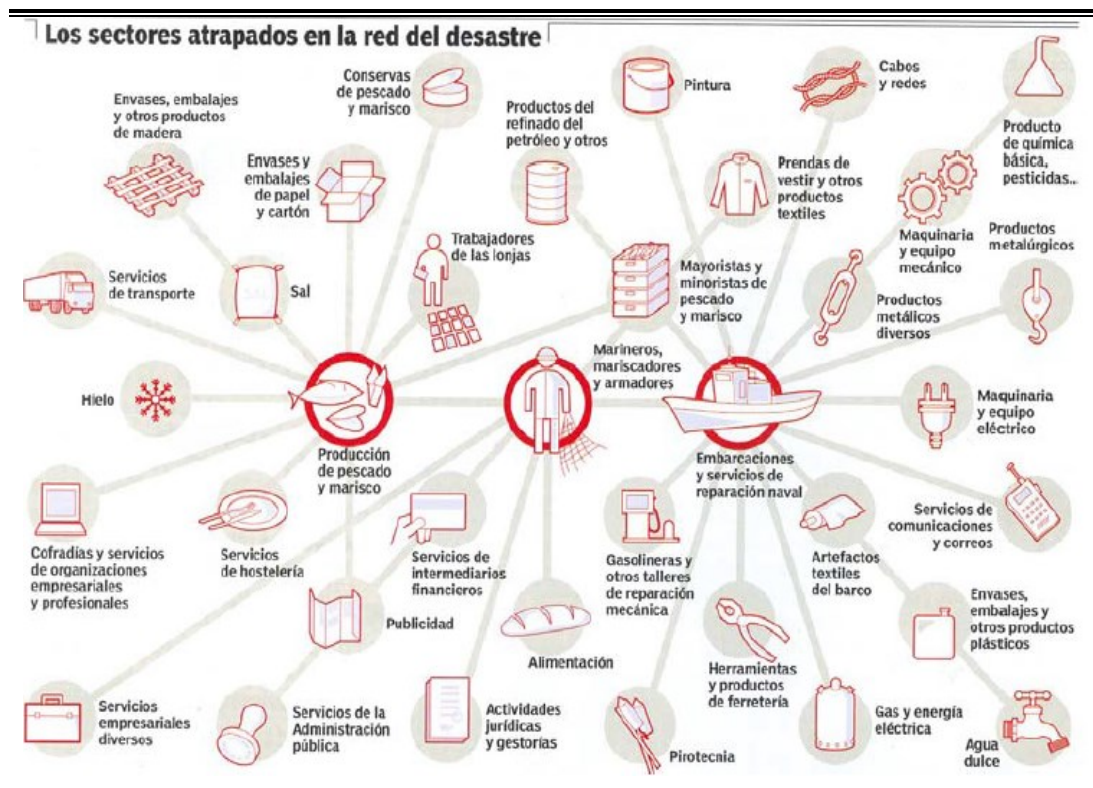 Los sectores atrapados en la red del desastre
Conservas
de pescado
y marisco
Envases, embalajes
y otros productos
de madera
Envases y
embalajes
de papel
y cartón
Productos del
refinado del
petróleo y otros
Pintura
Cabos
y redes
Producto
de química
básica,
pesticidas...
Prendas de
vestir y otros
productos
textiles
Maquinaria
y equipo
mecánico
Productos
metalúrgicos
Servicios
de transporte
Sal
Trabajadores
de las lonjas
Mayoristas y
minoristas de
pescado
y marisco
Productos
metálicos
diversos
Marineros,
mariscadores
y armadores
Hielo
Maquinaria
y equipo
eléctrico
Producción
de pescado
y marisco
Embarcaciones
y servicios de
reparación naval
Servicios de
comunicaciones
y correos
Cofradías y servicios
de organizaciones
empresariales
y profesionales
Servicios
de hostelería
Servicios de
intermediarios
financieros
Gasolineras y
otros talleres
de reparación
mecánica
Artefactos
textiles
del barco
Envases,
embalajes y
otros productos
plásticos
Publicidad
Alimentación
Herramientas
y productos
de ferretería
Servicios
empresariales
diversos
Servicios de la
Administración
pública
Actividades
jurídicas
y gestorías
Pirotecnia
Gas y energía
eléctrica
Agua
dulce